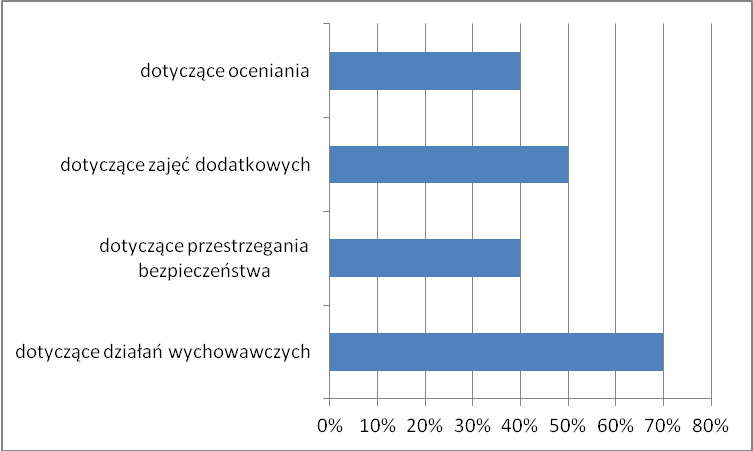 dotyczące oceniania
dotyczące zajęć dodatkowych
dotyczące przestrzegania
bezpieczeństwa
dotyczące działań wychowawczych
0% 10% 20% 30% 40% 50% 60% 70% 80%